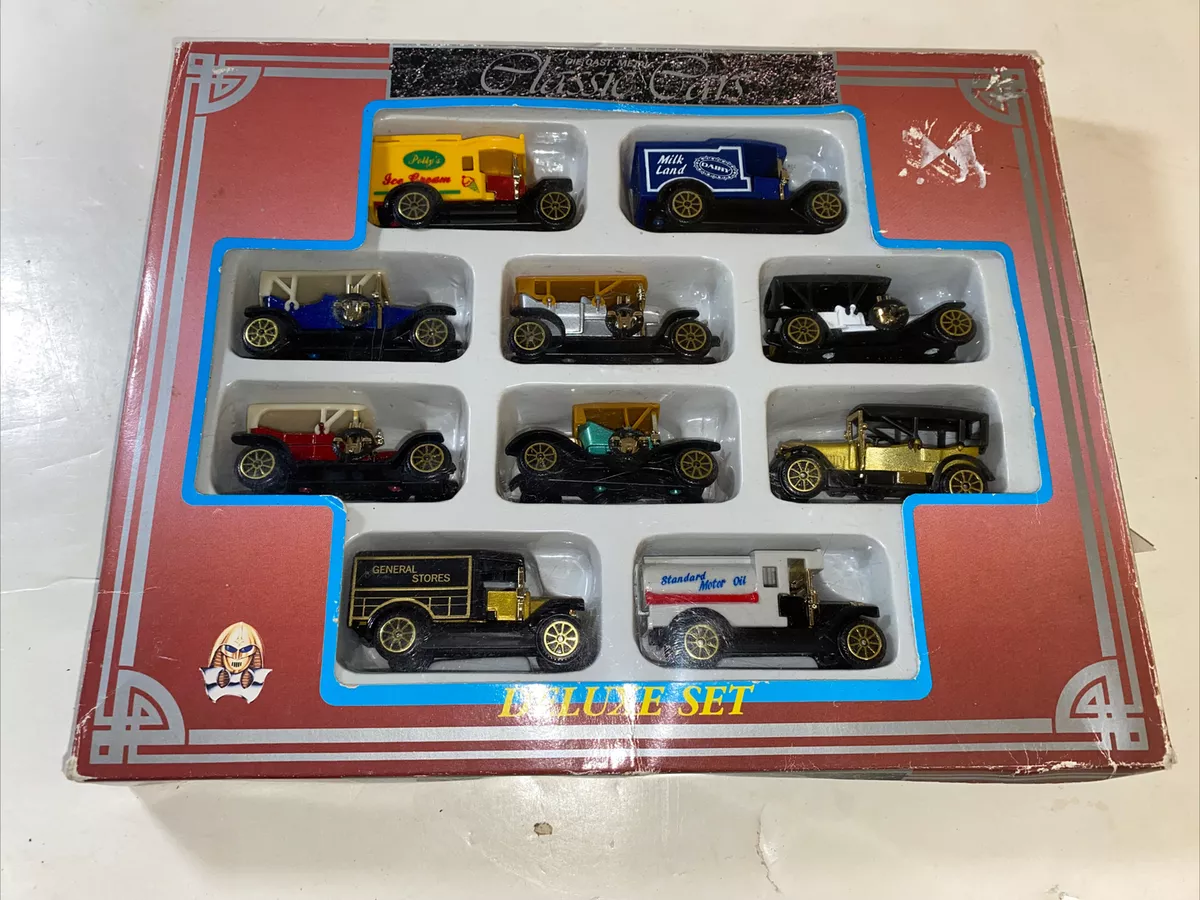 DIE CAST METAL
Classic Cars
Polly's
Ice Cream
Milk
Land
DAIRY
GENERAL
STORES
Standard
Motor Oil
DELUXE SET